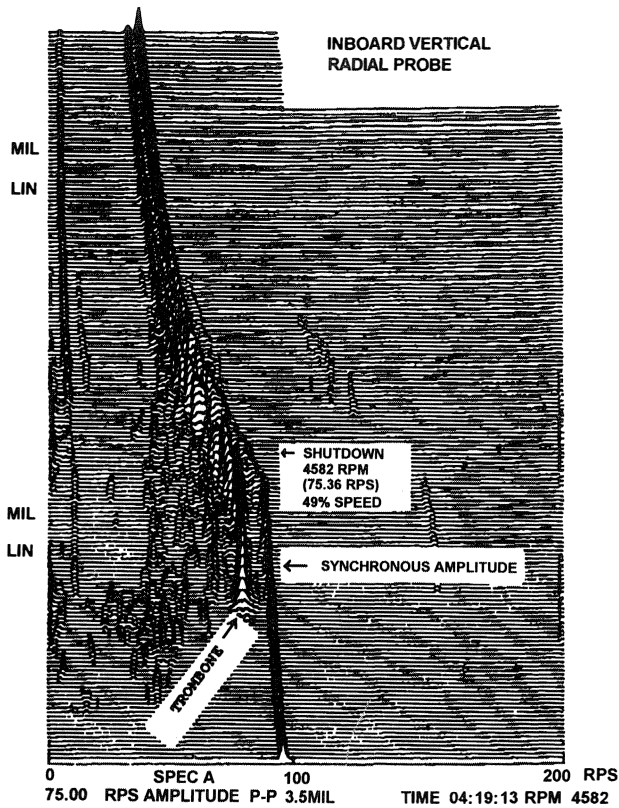 INBOARD VERTICAL
RADIAL PROBE
MIL
LIN
← SHUTDOWN
4582 RPM
(75.36 RPS)
49% SPEED
MIL
LIN
← SYNCHRONOUS AMPLITUDE
TROMBONE →
0 SPEC A 100 200 RPS
75.00 RPS AMPLITUDE P-P 3.5MIL TIME 04:19:13 RPM 4582